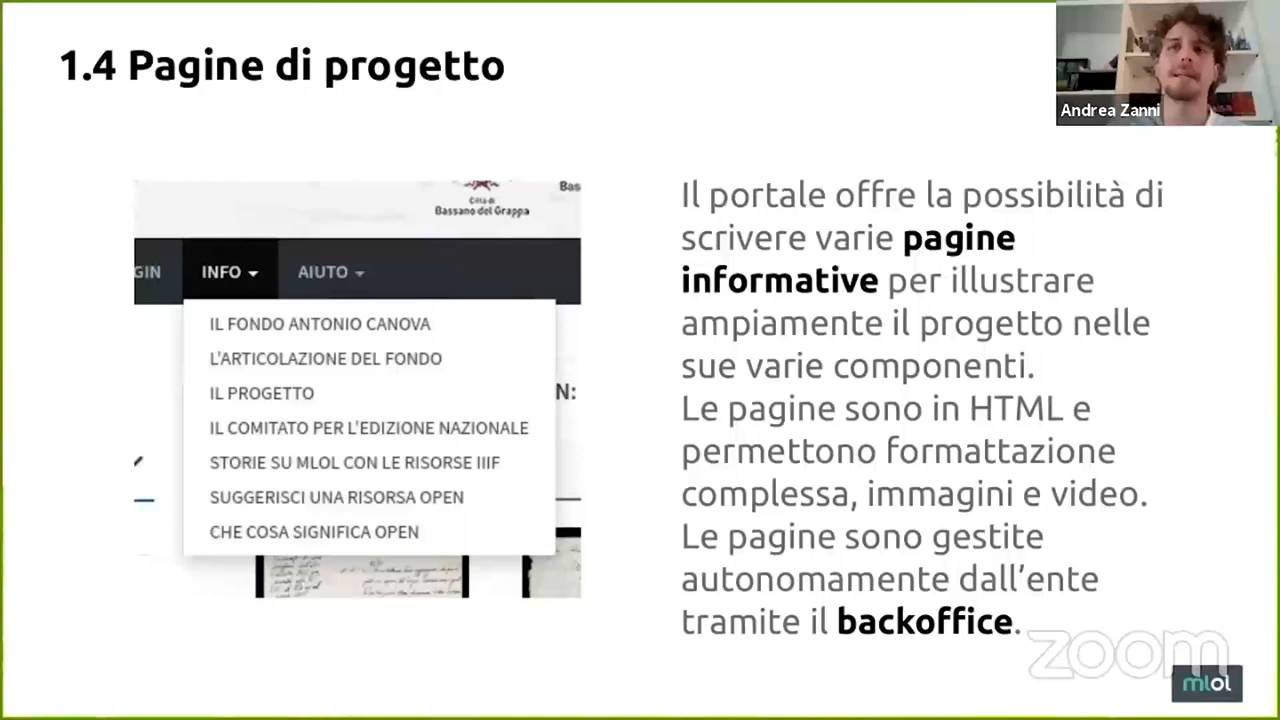 1.4 Pagine di progetto
Andrea Zanni
Città di
Bassano del Grappa
Bas
GIN
INFO
AIUTO
IL FONDO ANTONIO CANOVA
L'ARTICOLAZIONE DEL FONDO
IL PROGETTO
N:
IL COMITATO PER L'EDIZIONE NAZIONALE
STORIE SU MLOL CON LE RISORSE IIIF
SUGGERISCI UNA RISORSA OPEN
CHE COSA SIGNIFICA OPEN
Il portale offre la possibilità di
scrivere varie pagine
informative per illustrare
ampiamente il progetto nelle
sue varie componenti.
Le pagine sono in HTML e
permettono formattazione
complessa, immagini e video.
Le pagine sono gestite
autonomamente dall’ente
tramite il backoffice.
zoom
mlol